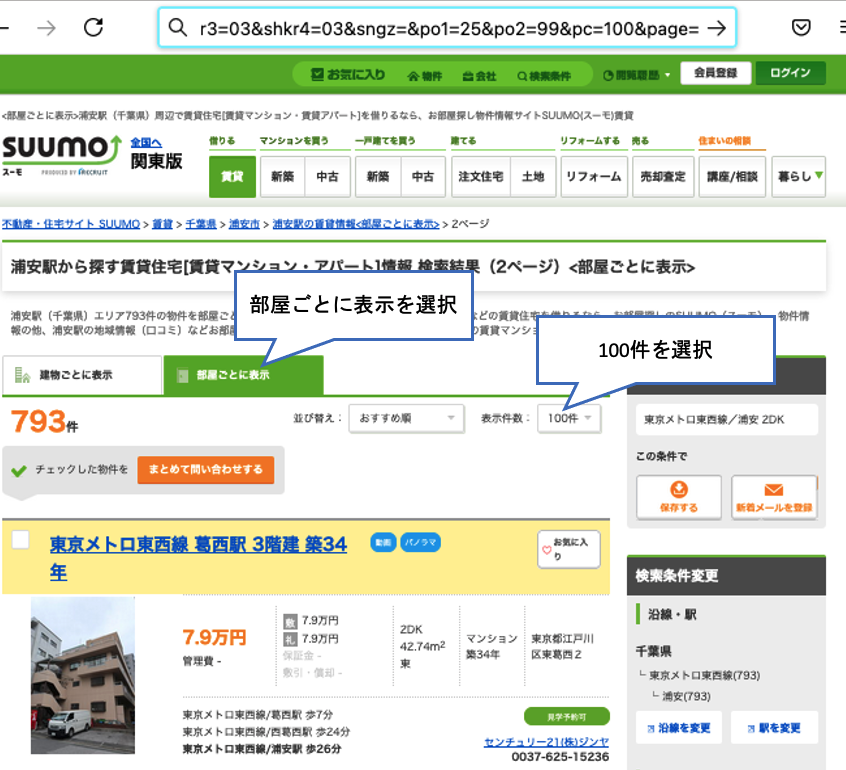 r3=03&shkr4=03&sngz=&po1=25&po2=99&pc=100&page=
お気に入り 物件 会社 検索条件 閲覧履歴 会員登録 ログイン
<部屋ごとに表示>浦安駅（千葉県）周辺で賃貸住宅[賃貸マンション・賃貸アパート]を借りるなら、お部屋探し物件情報サイトSUUMO(スーモ)賃貸
SUUMO 全国へ
スーモ PRODUCED BY RECRUIT 関東版
借りる マンションを買う 一戸建てを買う 建てる リフォームする 売る 住まいの相談
賃貸 新築 中古 新築 中古 注文住宅 土地 リフォーム 売却査定 講座/相談 暮らし
不動産・住宅サイト SUUMO > 賃貸 > 千葉県 > 浦安市 > 浦安駅の賃貸情報<部屋ごとに表示> > 2ページ
浦安駅から探す賃貸住宅[賃貸マンション・アパート]情報 検索結果（2ページ）<部屋ごとに表示>
部屋ごとに表示を選択
浦安駅（千葉県）エリア793件の物件を部屋ご
などの賃貸住宅を借りるなら、お部屋探しのSUUMO（スーモ）。物件情
報の他、浦安駅の地域情報（口コミ）などお部
の賃貸マンショ
100件を選択
建物ごとに表示 部屋ごとに表示
793件 並び替え： おすすめ順 表示件数： 100件
チェックした物件を まとめて問い合わせする
東京メトロ東西線／浦安 2DK
この条件で
保存する 新着メールを登録
東京メトロ東西線 葛西駅 3階建 築34
年
動画 パノラマ
お気に入
り
検索条件変更
沿線・駅
千葉県
└ 東京メトロ東西線(793)
└ 浦安(793)
沿線を変更 駅を変更
7.9万円
管理費 -
敷 7.9万円
礼 7.9万円
保証金 -
敷引・償却 -
2DK
42.74m²
東
マンション
築34年
東京都江戸川
区東葛西２
東京メトロ東西線/葛西駅 歩7分
東京メトロ東西線/西葛西駅 歩24分
東京メトロ東西線/浦安駅 歩26分
見学予約可
センチュリー21(株)ジンヤ
0037-625-15236